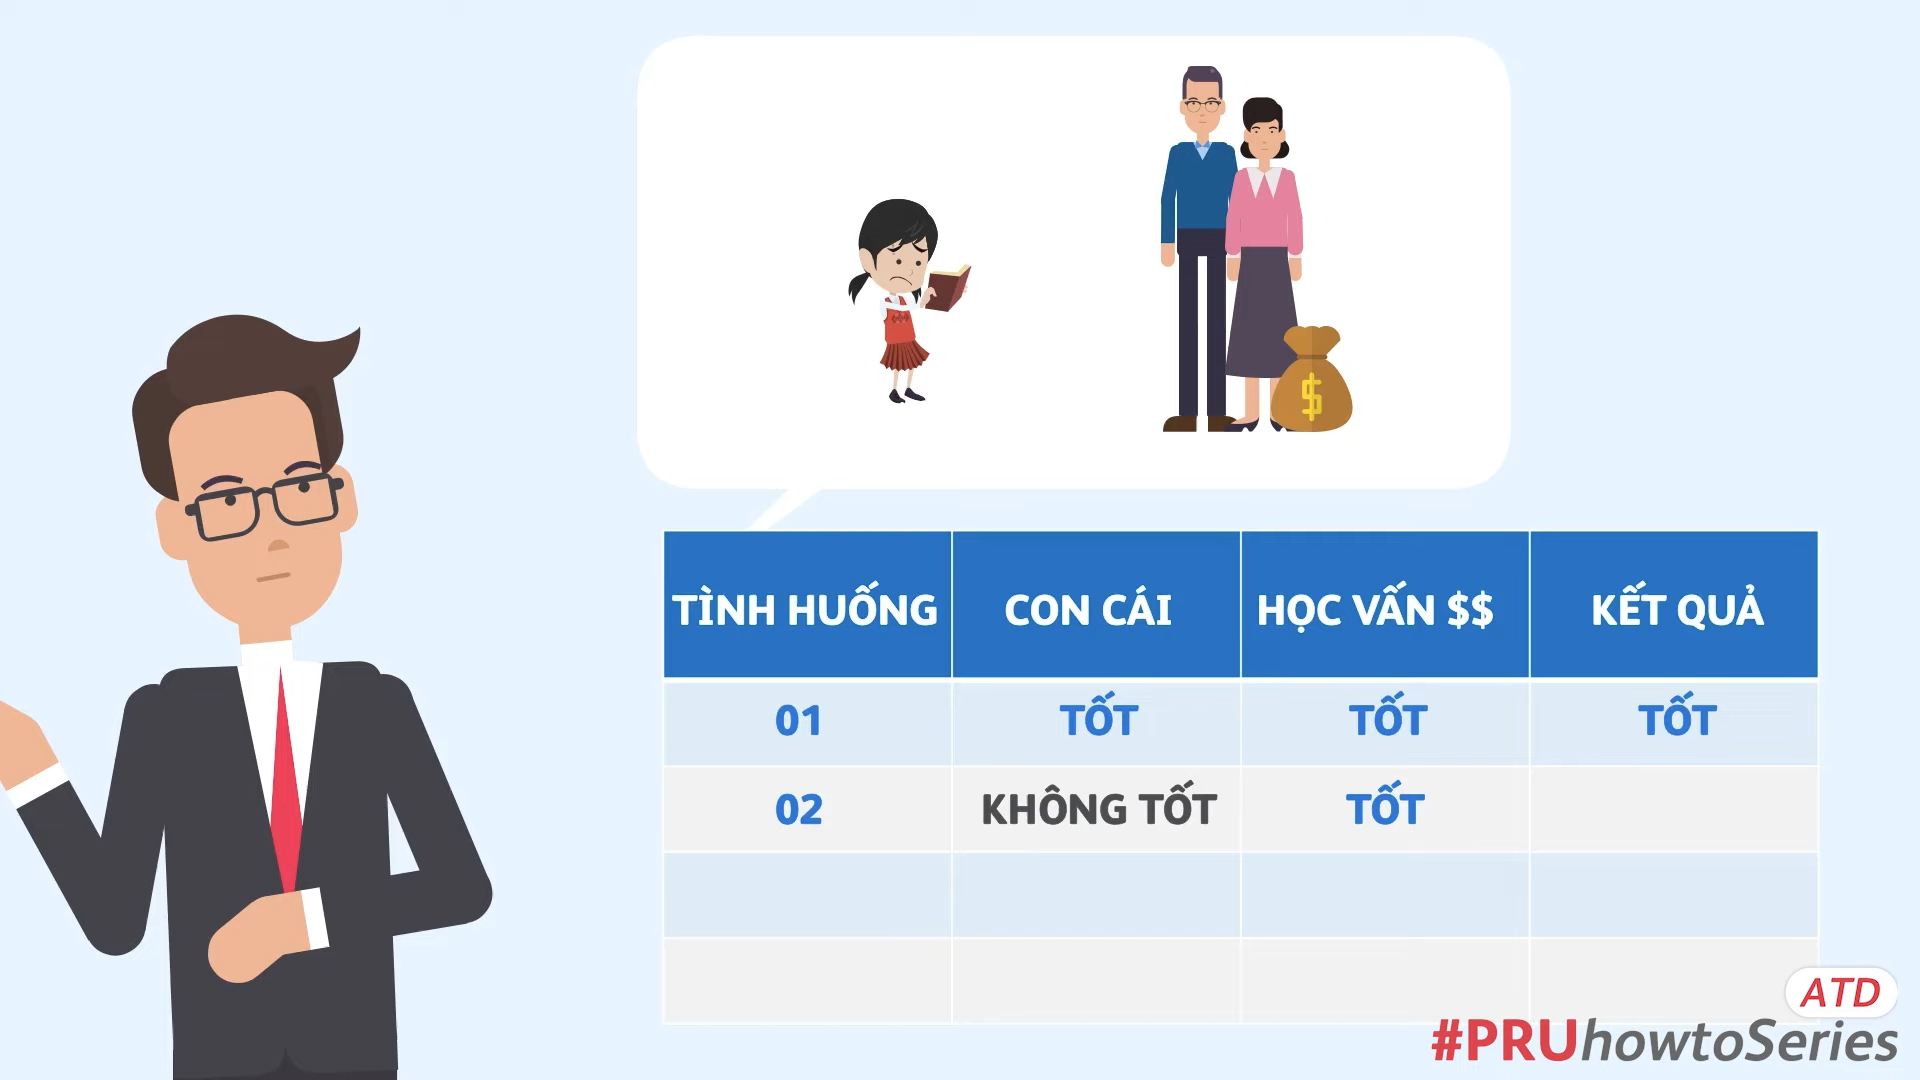 $
TÌNH HUỐNG CON CÁI HỌC VẤN $$ KẾT QUẢ
01 TỐT TỐT TỐT
02 KHÔNG TỐT TỐT
ATD
#PRUhowtoSeries